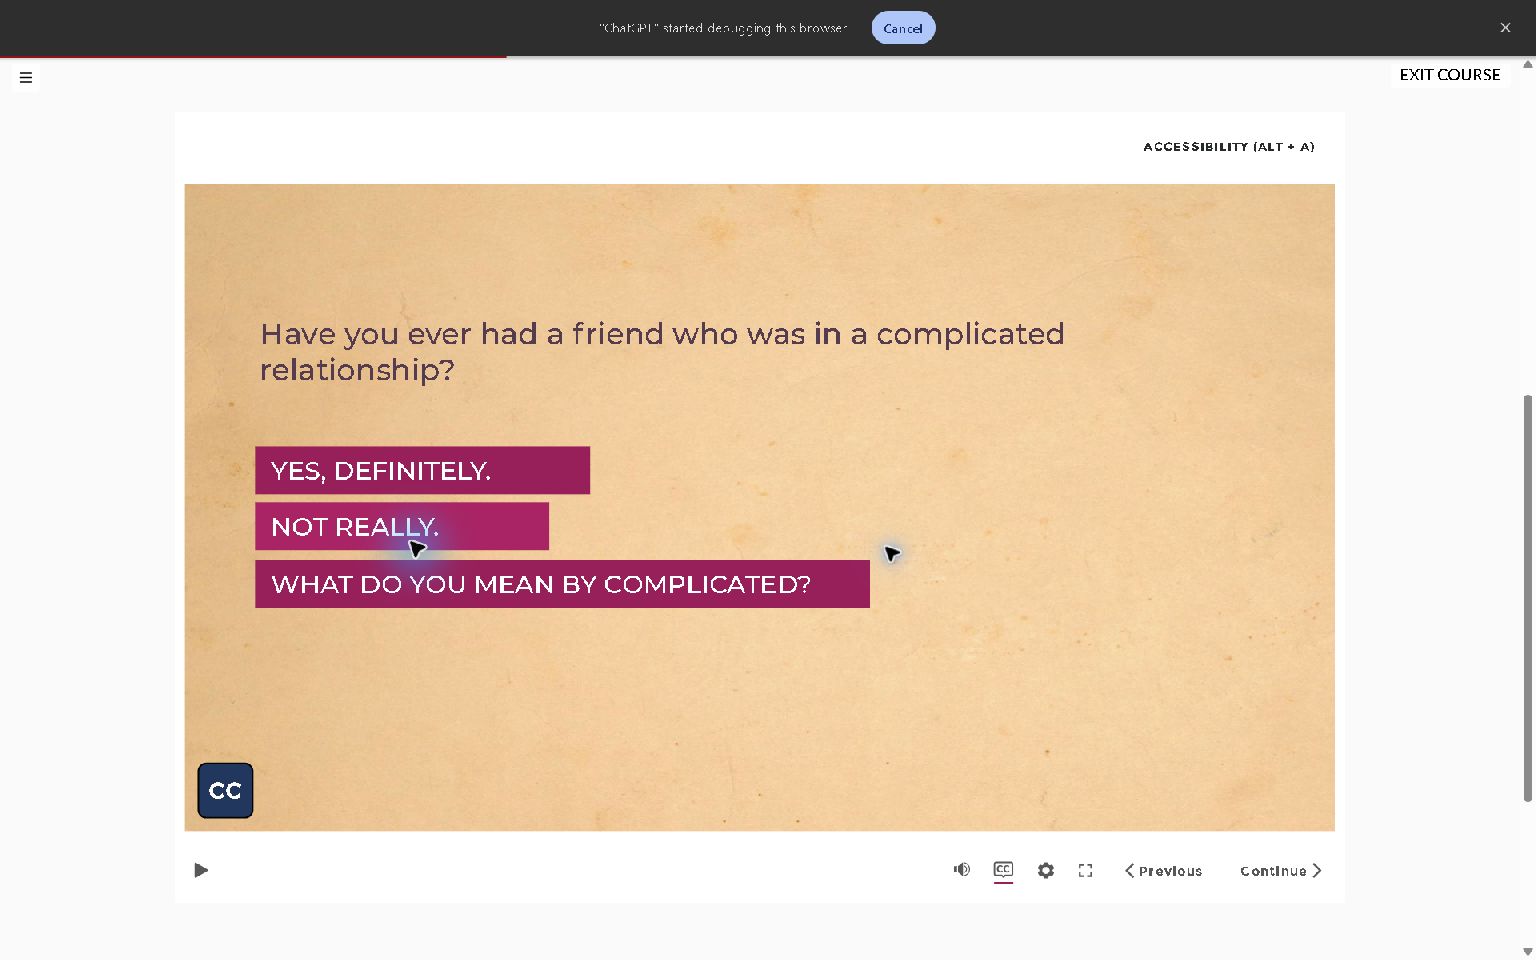 "ChatGPT" started debugging this browser
Cancel
EXIT COURSE
ACCESSIBILITY (ALT + A)
Have you ever had a friend who was in a complicated
relationship?
YES, DEFINITELY.
NOT REALLY.
WHAT DO YOU MEAN BY COMPLICATED?
CC
CC
Previous
Continue